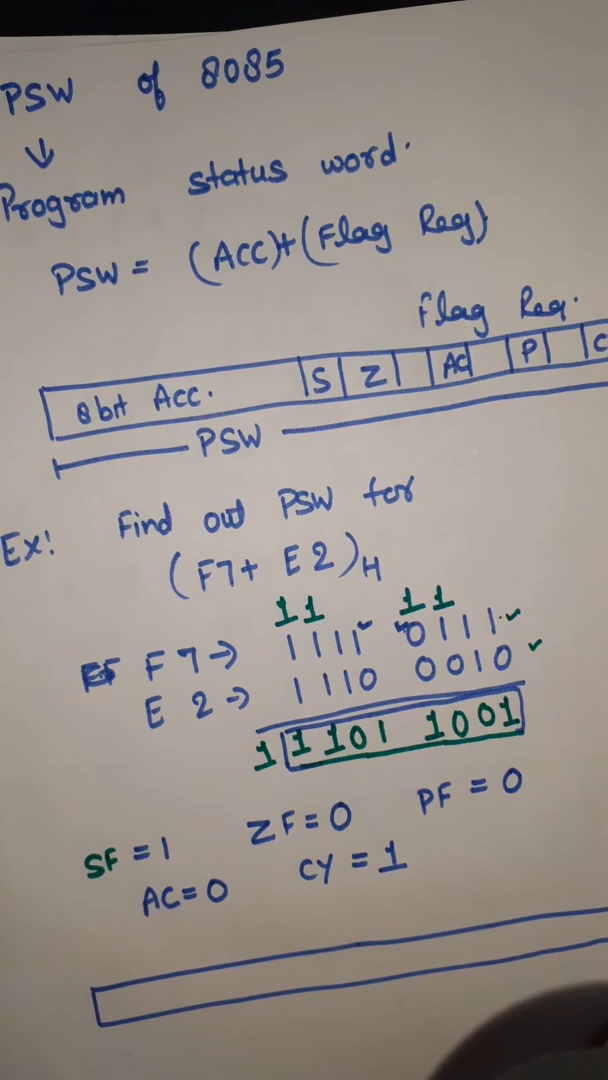 PSW of 8085
↓
Program status word.
PSW = (ACC)+(Flag Reg)
Flag Reg.
8bit Acc. S Z AC P C
PSW
Ex: Find out PSW for
(F7+ E2)H
11 11
F7→ 1111 0111
E2→ 1110 0010
1 1101 1001
SF = 1 ZF=0 PF = 0
AC=0 CY = 1